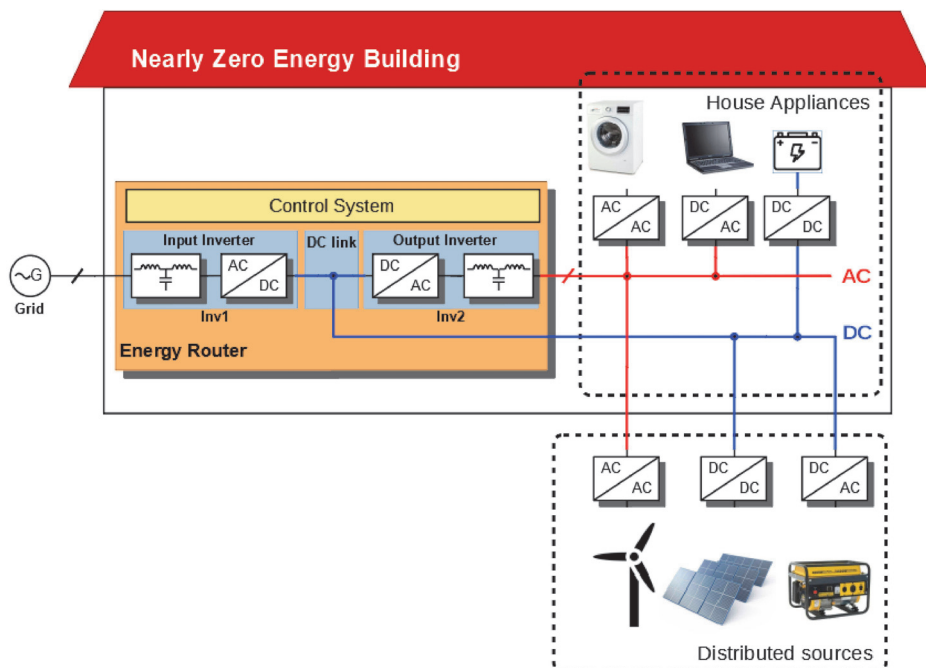 Nearly Zero Energy Building
House Appliances
+ -
AC
AC
DC
AC
DC
DC
Control System
Input Inverter
DC link
Output Inverter
G
AC
DC
DC
AC
AC
Grid
Inv1
Inv2
DC
Energy Router
AC
AC
DC
DC
DC
AC
Distributed sources